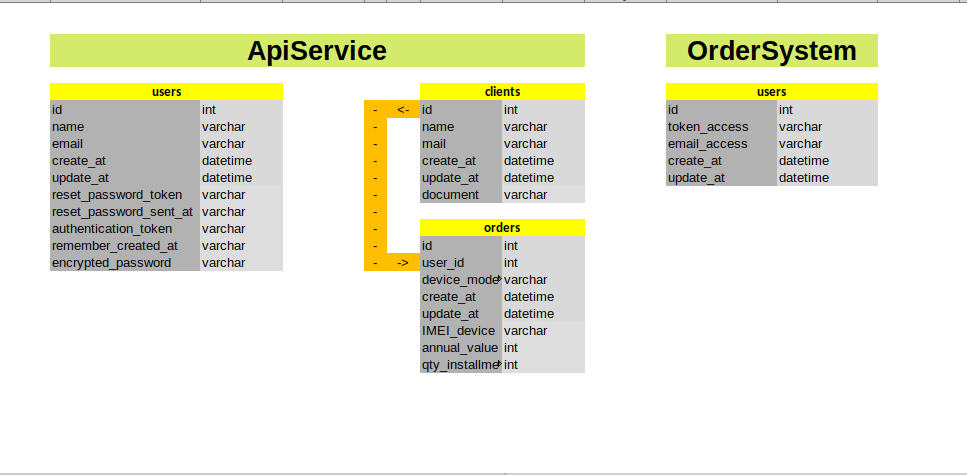 ApiService
OrderSystem
users
id int
name varchar
email varchar
create_at datetime
update_at datetime
reset_password_token varchar
reset_password_sent_at varchar
authentication_token varchar
remember_created_at varchar
encrypted_password varchar
clients
- <- id int
- name varchar
- mail varchar
- create_at datetime
- update_at datetime
- document varchar
-
orders
- id int
- -> user_id int
device_mode varchar
create_at datetime
update_at datetime
IMEI_device varchar
annual_value int
qty_installme int
users
id int
token_access varchar
email_access varchar
create_at datetime
update_at datetime